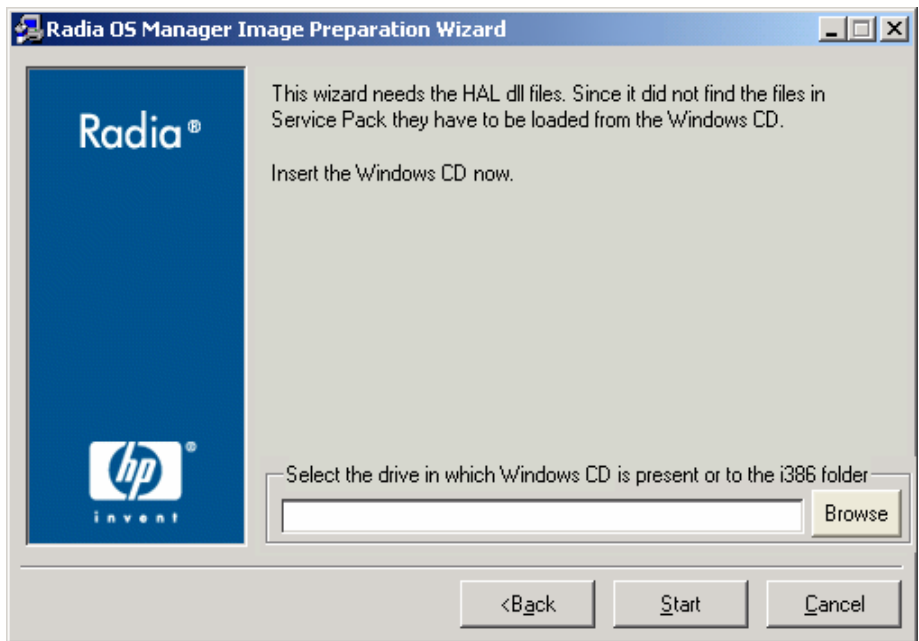 Radia OS Manager Image Preparation Wizard
Radia®
This wizard needs the HAL dll files. Since it did not find the files in
Service Pack they have to be loaded from the Windows CD.
Insert the Windows CD now.
hp®
invent
Select the drive in which Windows CD is present or to the i386 folder
Browse
<Back
Start
Cancel